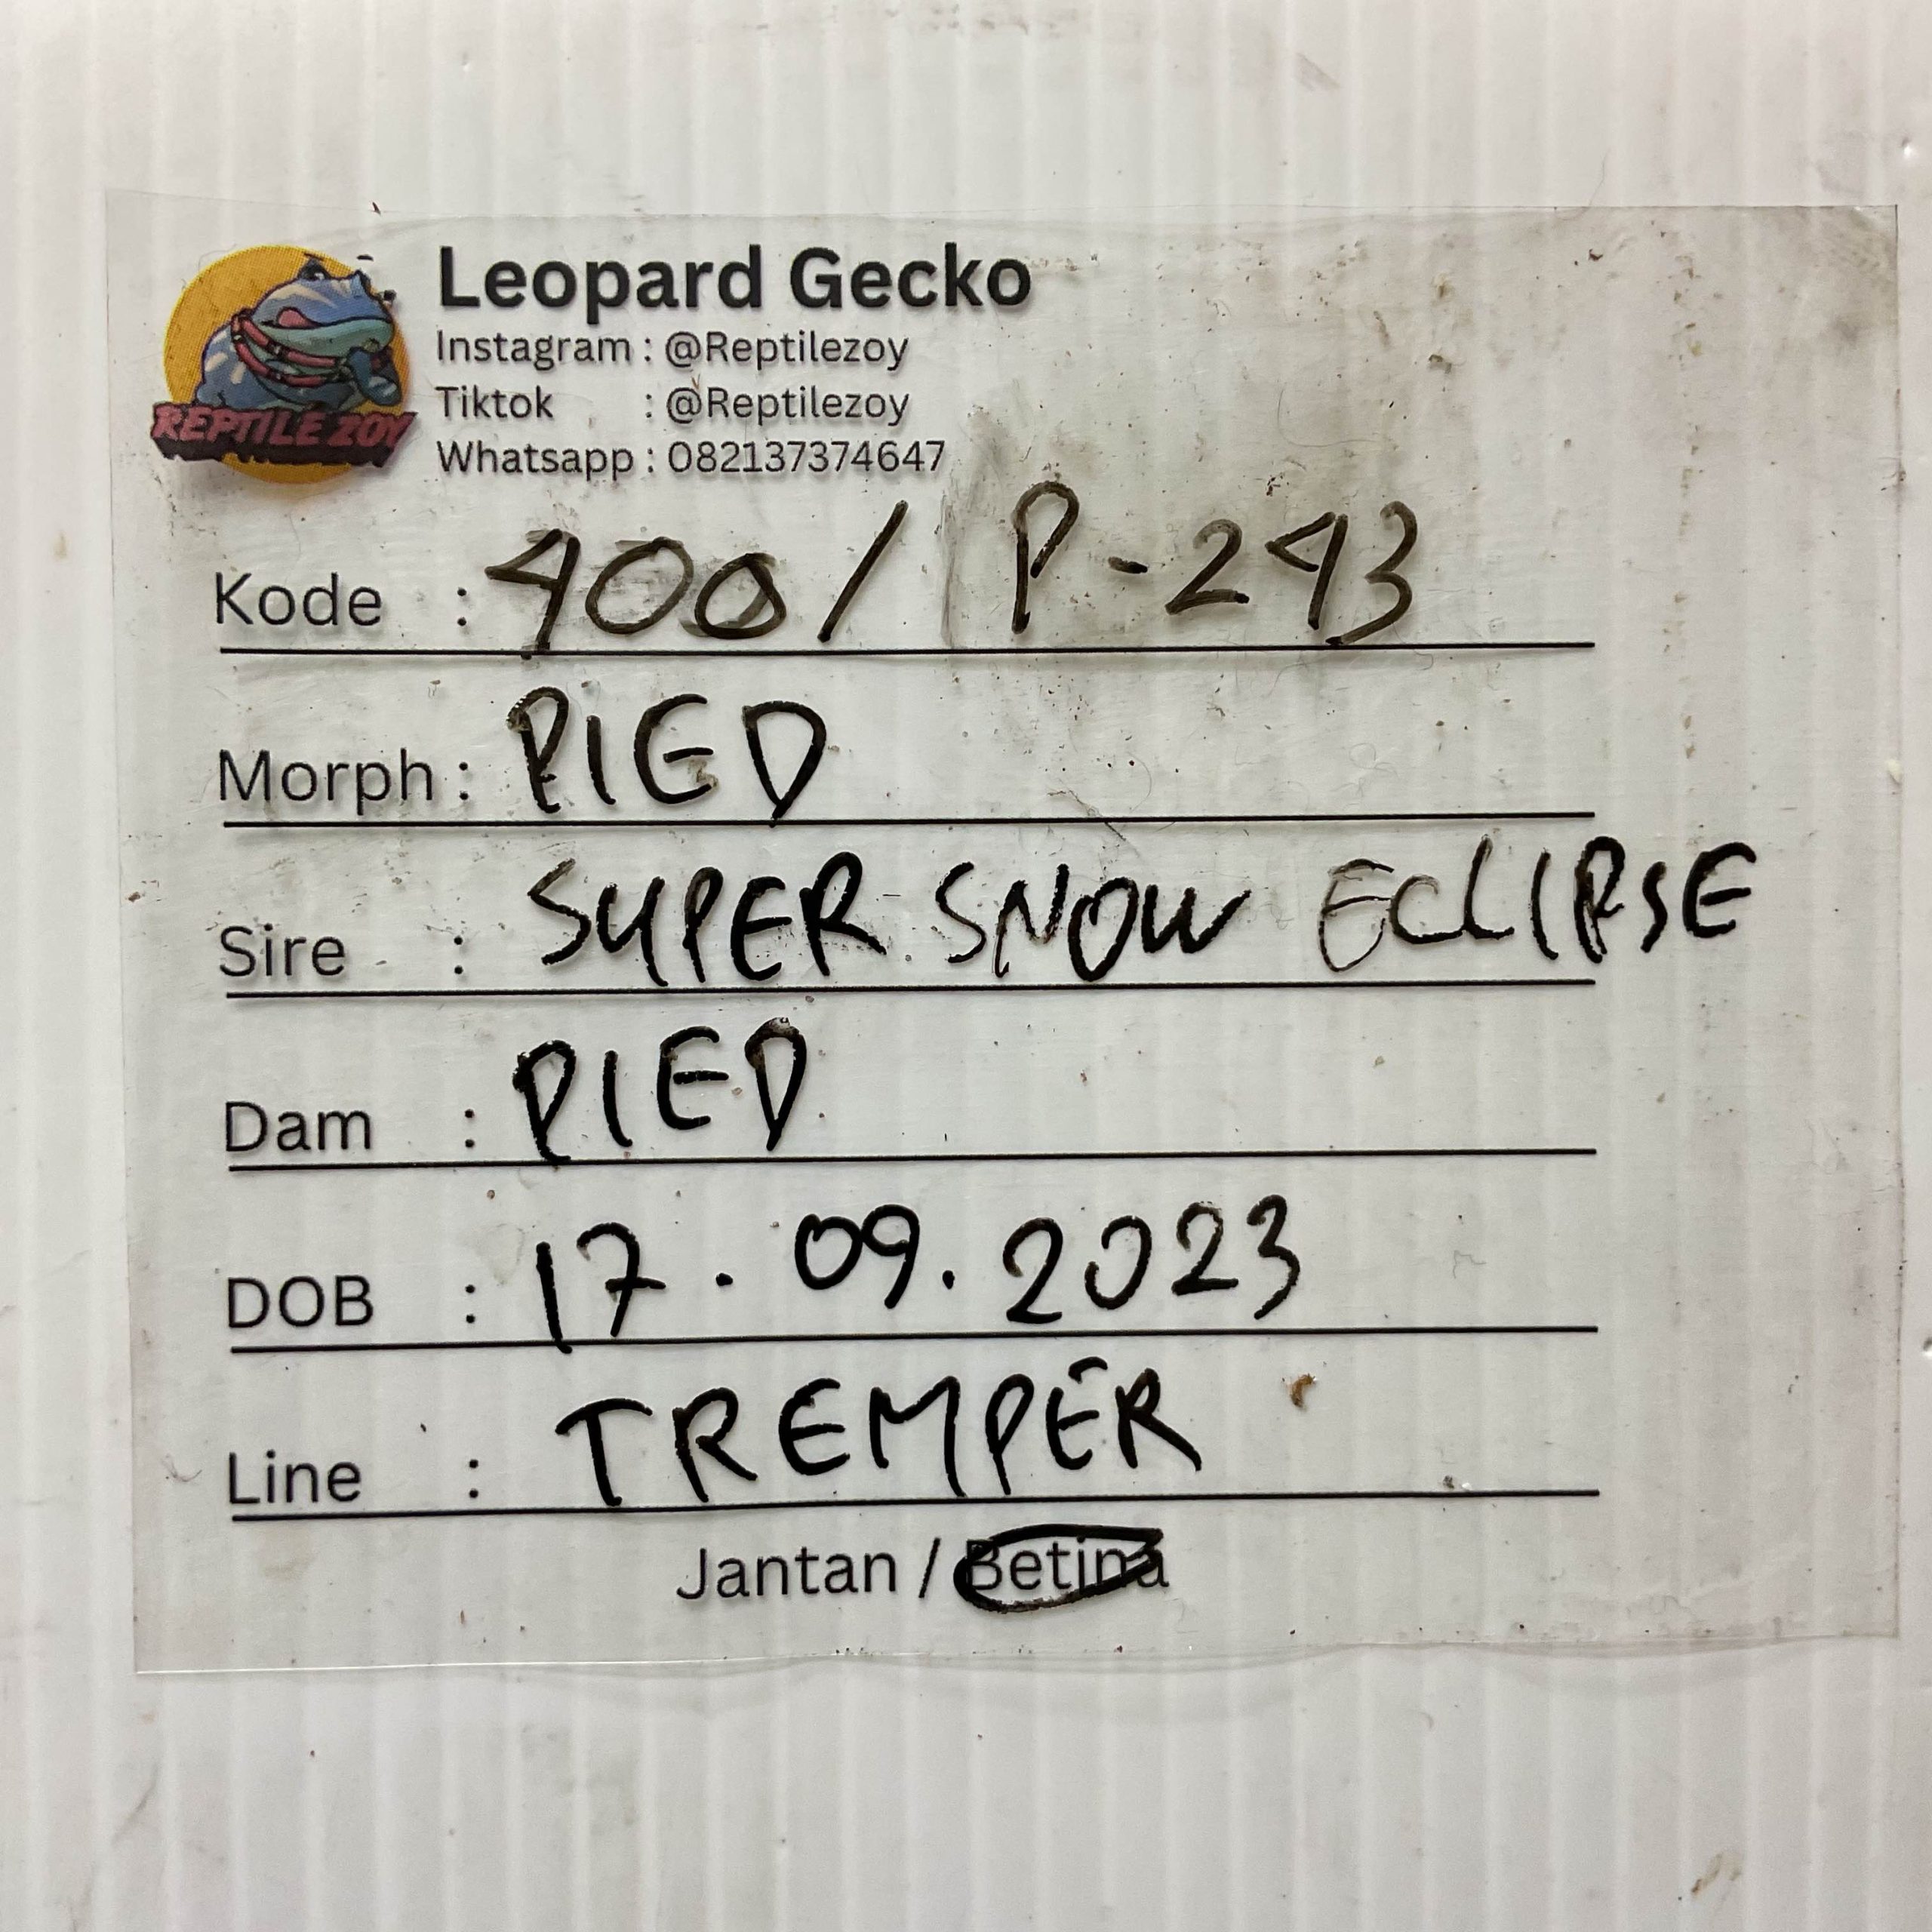 REPTILE ZOY
Leopard Gecko
Instagram : @Reptilezoy
Tiktok : @Reptilezoy
Whatsapp : 082137374647
Kode : 400 / P-243
Morph : PIED
Sire : SUPER SNOW ECLIPSE
Dam : PIED
DOB : 17.09.2023
Line : TREMPER
Jantan / Betina